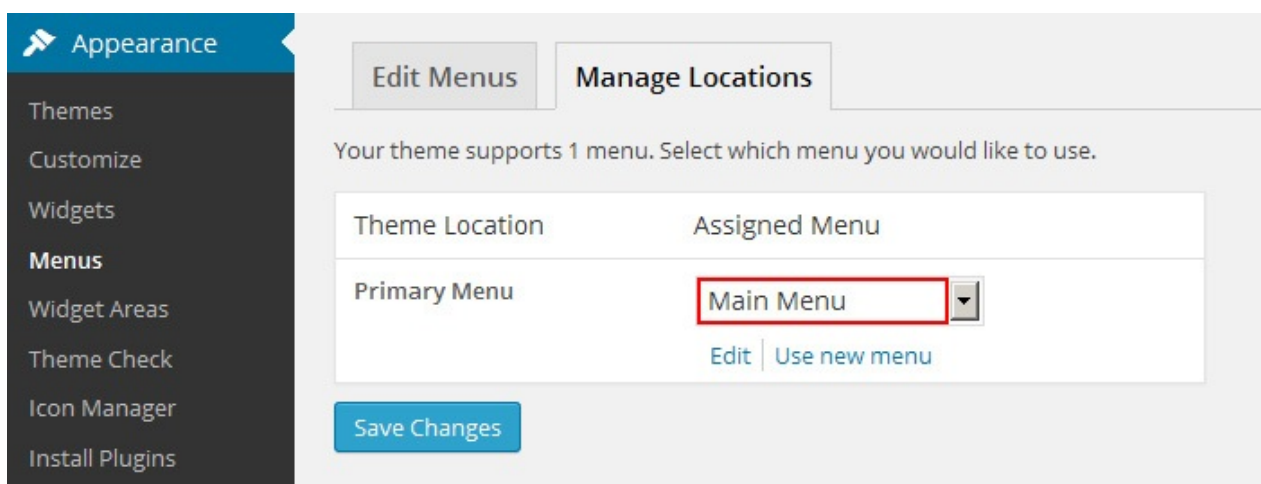 Appearance
Themes
Customize
Widgets
Menus
Widget Areas
Theme Check
Icon Manager
Install Plugins
Edit Menus Manage Locations
Your theme supports 1 menu. Select which menu you would like to use.
Theme Location Assigned Menu
Primary Menu Main Menu
Edit Use new menu
Save Changes